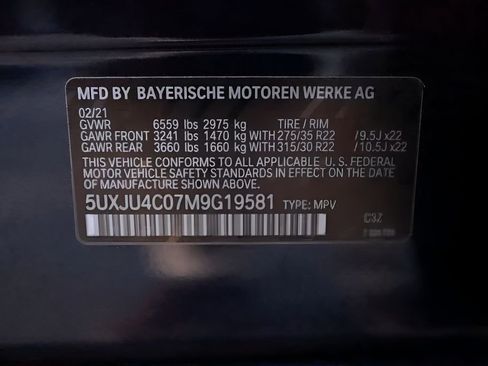 MFD BY BAYERISCHE MOTOREN WERKE AG
02/21
GVWR 6559 lbs 2975 kg TIRE / RIM
GAWR FRONT 3241 lbs 1470 kg WITH 275/35 R22 /9.5J x22
GAWR REAR 3660 lbs 1660 kg WITH 315/30 R22 /10.5J x22
THIS VEHICLE CONFORMS TO ALL APPLICABLE U. S. FEDERAL
MOTOR VEHICLE SAFETY STANDARDS IN EFFECT ON THE
DATE OF MANUFACTURE SHOWN ABOVE.
5UXJU4C07M9G19581 TYPE: MPV
C3Z